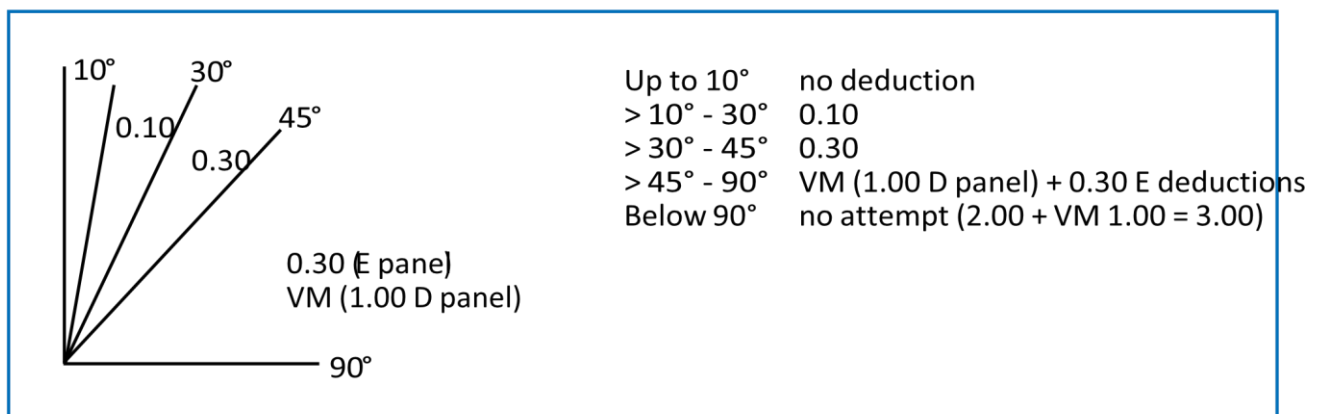 10°
30°
45°
0.10
0.30
0.30 (E panel)
VM (1.00 D panel)
90°
Up to 10° no deduction
> 10° - 30° 0.10
> 30° - 45° 0.30
> 45° - 90° VM (1.00 D panel) + 0.30 E deductions
Below 90° no attempt (2.00 + VM 1.00 = 3.00)